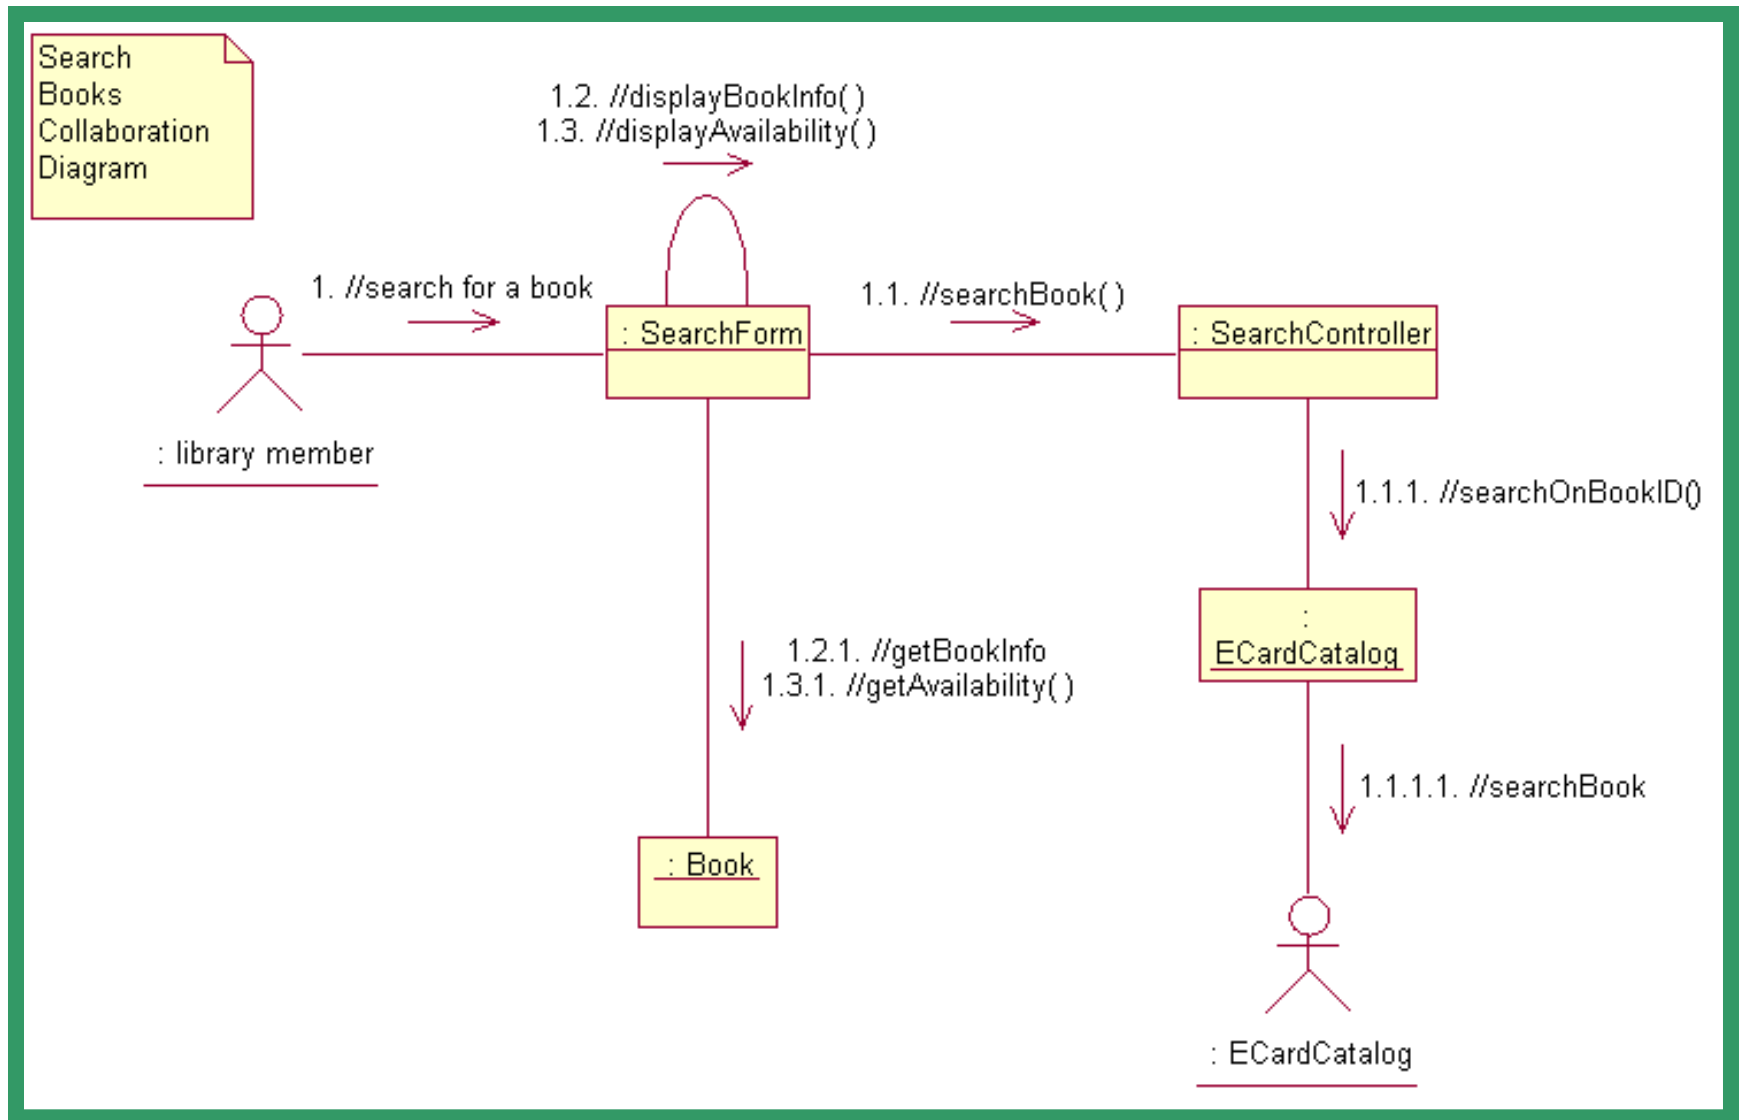 Search
Books
Collaboration
Diagram
1.2. //displayBookInfo( )
1.3. //displayAvailability( )
1. //search for a book
1.1. //searchBook( )
: SearchForm
: SearchController
: library member
1.1.1. //searchOnBookID()
:
ECardCatalog
1.2.1. //getBookInfo
1.3.1. //getAvailability( )
1.1.1.1. //searchBook
: Book
: ECardCatalog